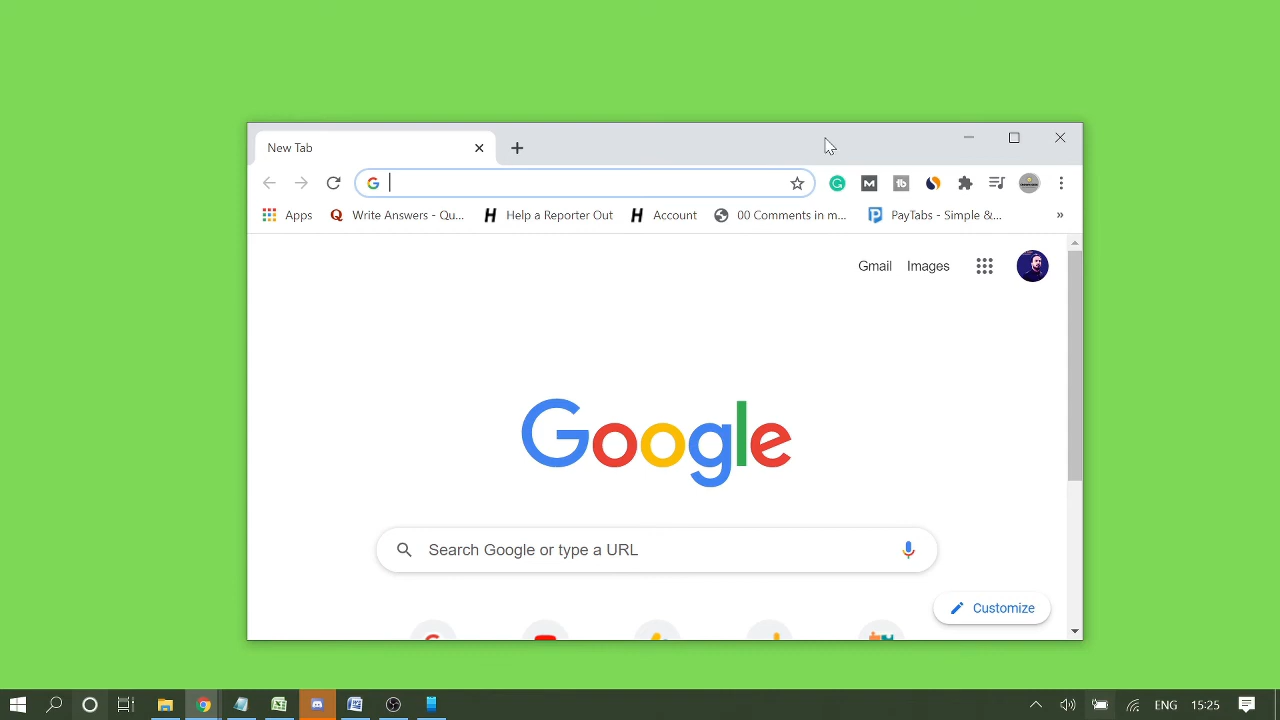 New Tab
Apps
Write Answers - Qu...
Help a Reporter Out
Account
00 Comments in m...
PayTabs - Simple &...
»
Gmail
Images
Google
Search Google or type a URL
Customize
ENG
15:25